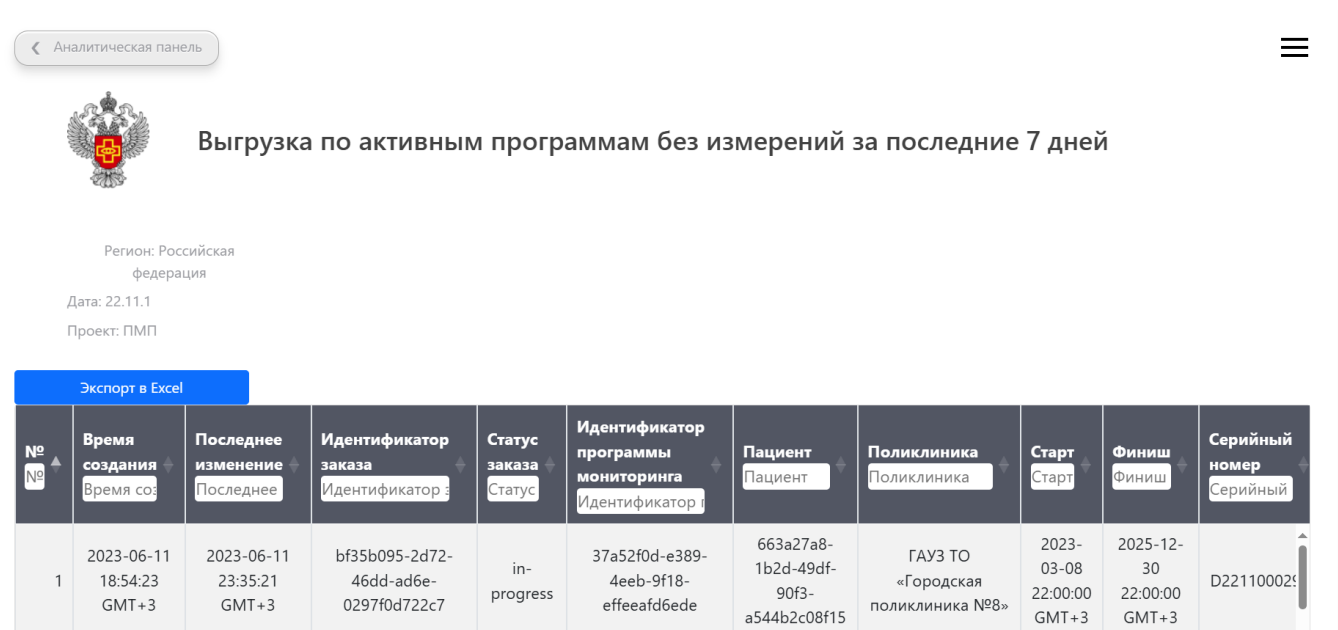 Аналитическая панель
Выгрузка по активным программам без измерений за последние 7 дней
Регион: Российская
федерация
Дата: 22.11.1
Проект: ПМП
Экспорт в Excel
№
№
Время
создания
Время соз
Последнее
изменение
Последнее
Идентификатор
заказа
Идентификатор з
Статус
заказа
Статус
Идентификатор
программы
мониторинга
Идентификатор п
Пациент
Пациент
Поликлиника
Поликлиника
Старт
Старт
Финиш
Финиш
Серийный
номер
Серийный
1
2023-06-11
18:54:23
GMT+3
2023-06-11
23:35:21
GMT+3
bf35b095-2d72-
46dd-ad6e-
0297f0d722c7
in-
progress
37a52f0d-e389-
4eeb-9f18-
effeeafd6ede
663a27a8-
1b2d-49df-
90f3-
a544b2c08f15
ГАУЗ ТО
«Городская
поликлиника №8»
2023-
03-08
22:00:00
GMT+3
2025-12-
30
22:00:00
GMT+3
D221100029